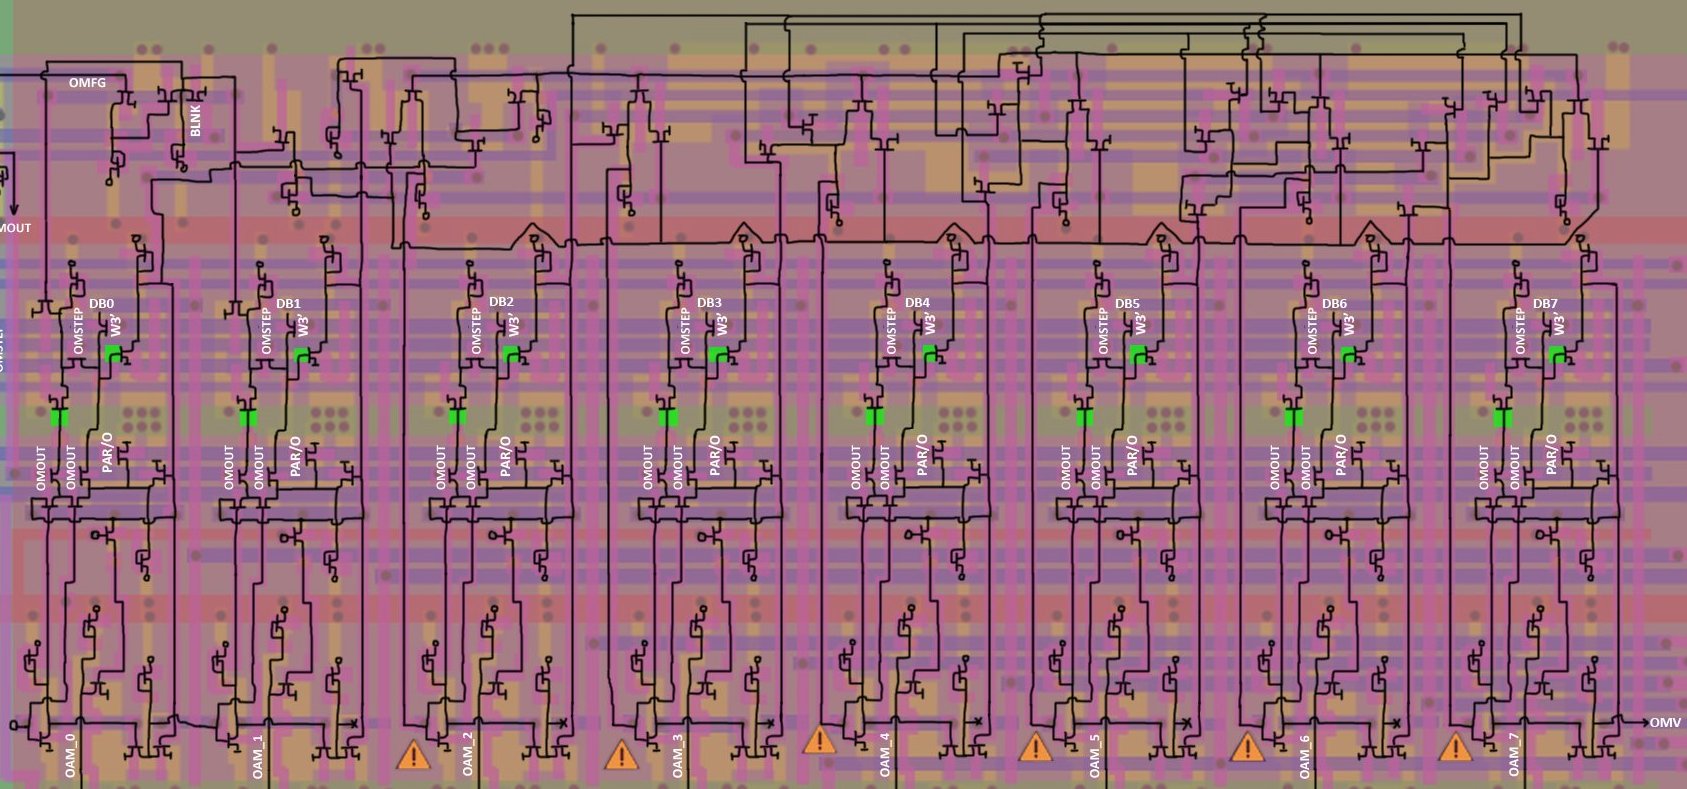 OMFG
BLNK
MOUT
DB0 DB1 DB2 DB3 DB4 DB5 DB6 DB7
OMSTEP W3' OMSTEP W3' OMSTEP W3' OMSTEP W3' OMSTEP W3' OMSTEP W3' OMSTEP W3' OMSTEP W3'
OMOUT OMOUT PAR/O OMOUT OMOUT PAR/O OMOUT OMOUT PAR/O OMOUT OMOUT PAR/O OMOUT OMOUT PAR/O OMOUT OMOUT PAR/O OMOUT OMOUT PAR/O OMOUT OMOUT PAR/O
OMV
OAM_0 OAM_1 OAM_2 OAM_3 OAM_4 OAM_5 OAM_6 OAM_7